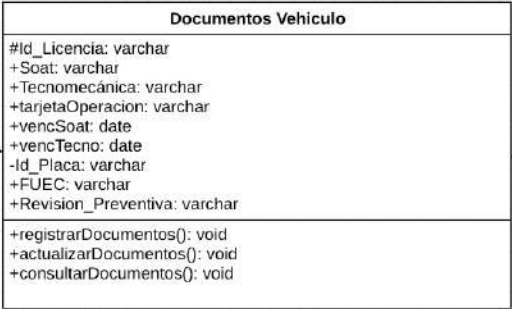 Documentos Vehiculo
#Id_Licencia: varchar
+Soat: varchar
+Tecnomecánica: varchar
+tarjetaOperacion: varchar
+vencSoat: date
+vencTecno: date
-Id_Placa: varchar
+FUEC: varchar
+Revision_Preventiva: varchar
+registrarDocumentos(): void
+actualizarDocumentos(): void
+consultarDocumentos(): void